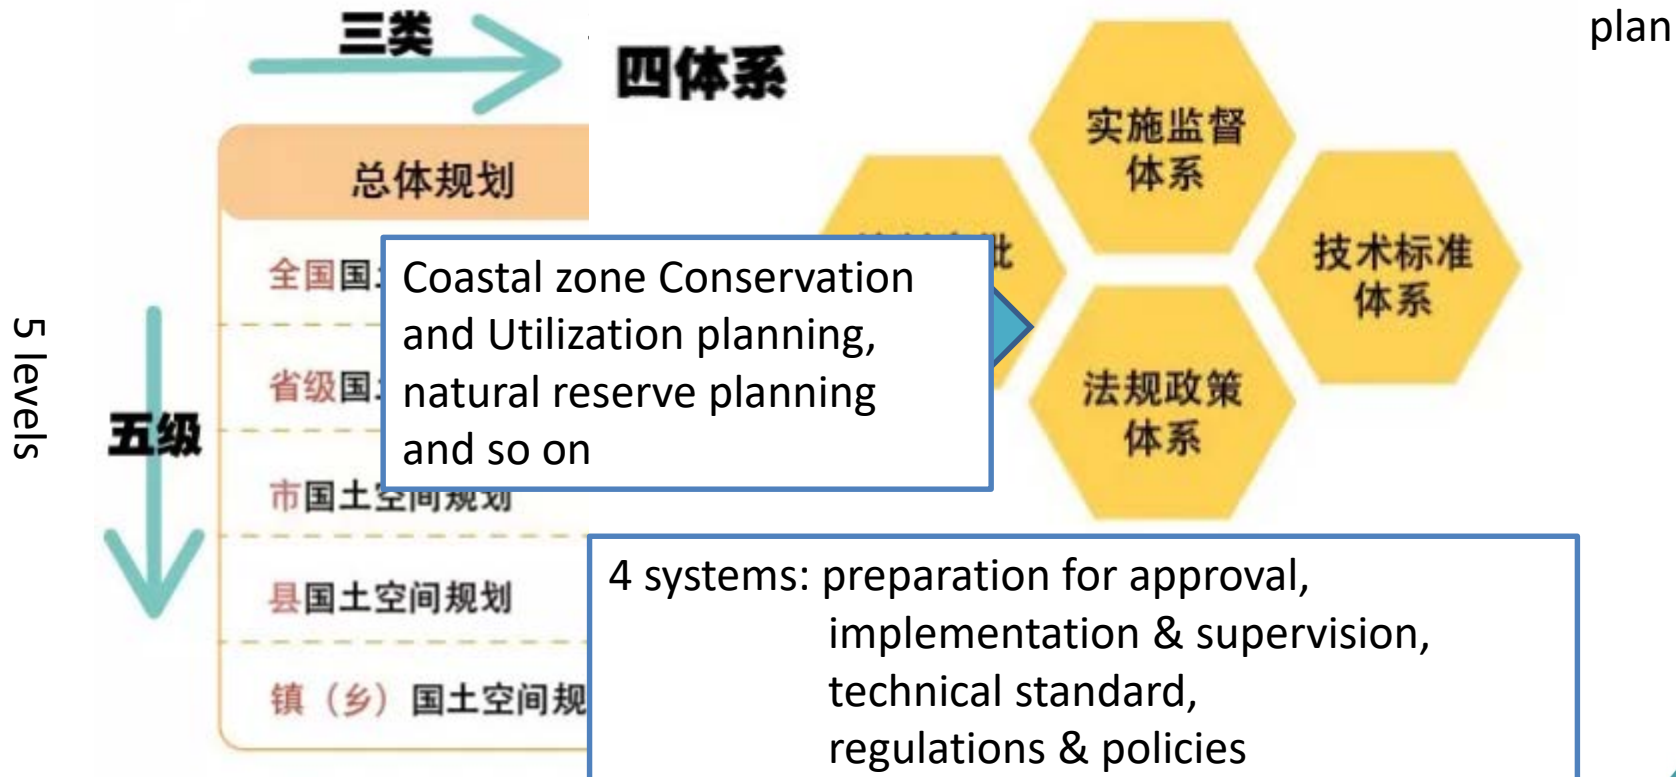 三类
四体系
plan
总体规划
实施监督
体系
技术标准
体系
法规政策
体系
批
5 levels
五级
全国国土
省级国土
市国土空间规划
县国土空间规划
镇（乡）国土空间规
Coastal zone Conservation
and Utilization planning,
natural reserve planning
and so on
4 systems: preparation for approval,
implementation & supervision,
technical standard,
regulations & policies